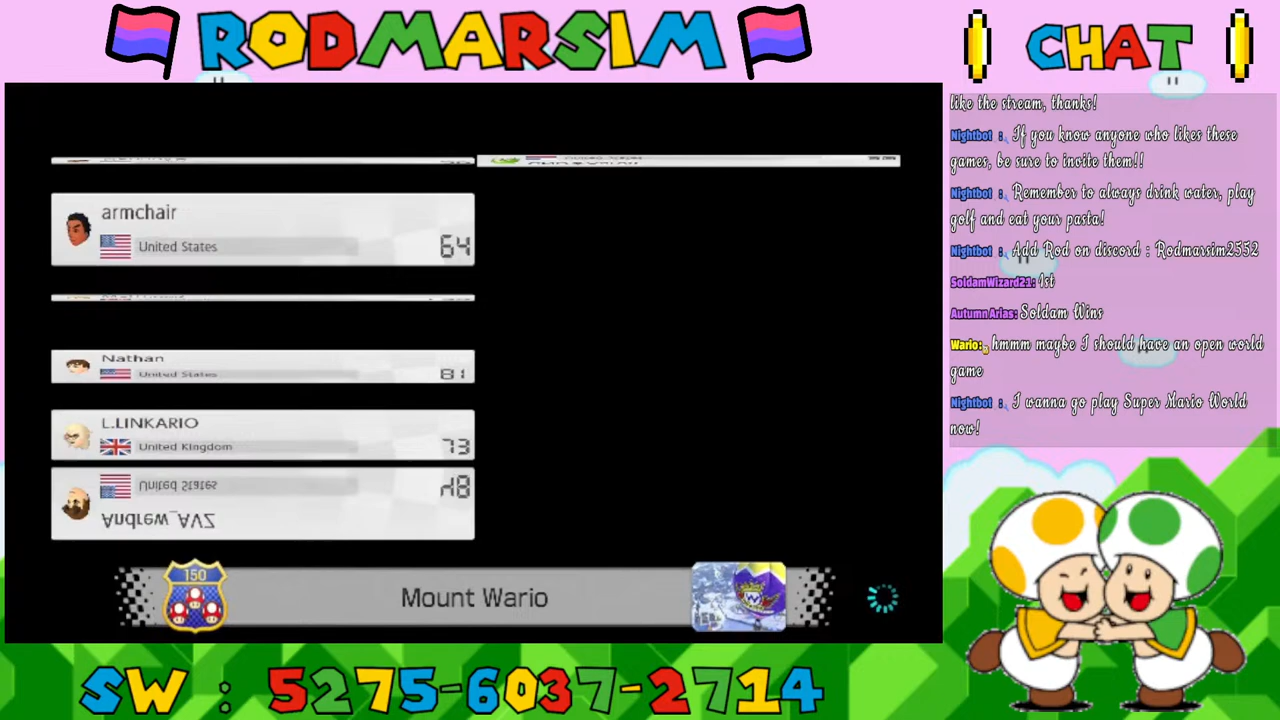 RODMARSIM
CHAT
like the stream, thanks!
Nightbot : If you know anyone who likes these
games, be sure to invite them!!
Nightbot : Remember to always drink water, play
golf and eat your pasta!
Nightbot : Add Rod on discord : Rodmarsim2552
SoldamWizard21: 1st
Autumn Arias: Soldam Wins
Wario: hmmm maybe I should have an open world
game
Nightbot : I wanna go play Super Mario World
now!
armchair
United States 64
Nathan
United States 81
L.LINKARIO
United Kingdom 73
United States 48
Andrew_AVZ
150 Mount Wario
SW : 5275-6037-2714